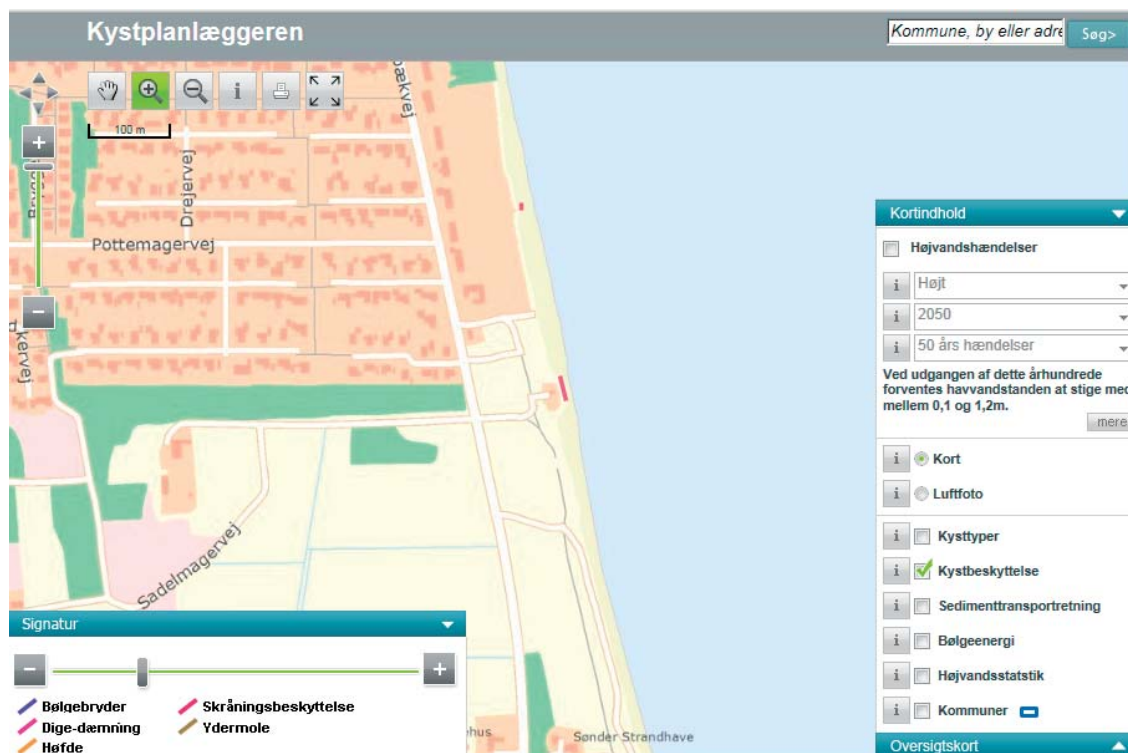 Kystplanlæggeren
Kommune, by eller adre
Søg>
100 m
Drejervej
Pottemagervej
Sadelmagervej
Kortindhold
Højvandshændelser
i Højt
i 2050
i 50 års hændelser
Ved udgangen af dette århundrede
forventes havvandstanden at stige med
mellem 0,1 og 1,2m.
mere
i Kort
i Luftfoto
i Kysttyper
i Kystbeskyttelse
i Sedimenttransportretning
i Bølgeenergi
i Højvandsstatstik
i Kommuner
Oversigtskort
Signatur
Bølgebryder
Skråningsbeskyttelse
Dige-dæmning
Ydermole
Høfde
Sønder Strandhave